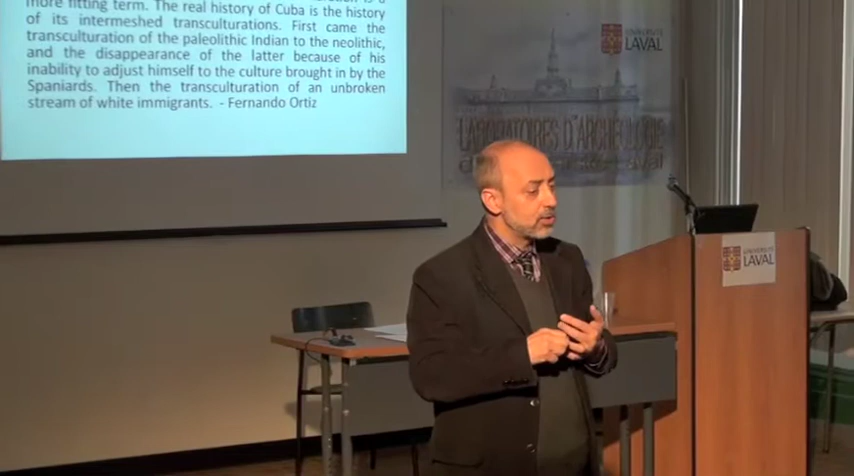 more fitting term. The real history of Cuba is the history
of its intermeshed transculturations. First came the
transculturation of the paleolithic Indian to the neolithic,
and the disappearance of the latter because of his
inability to adjust himself to the culture brought in by the
Spaniards. Then the transculturation of an unbroken
stream of white immigrants. - Fernando Ortiz
UNIVERSITÉ
LAVAL
LABORATOIRES D'ARCHÉOLOGIE
UNIVERSITÉ
LAVAL